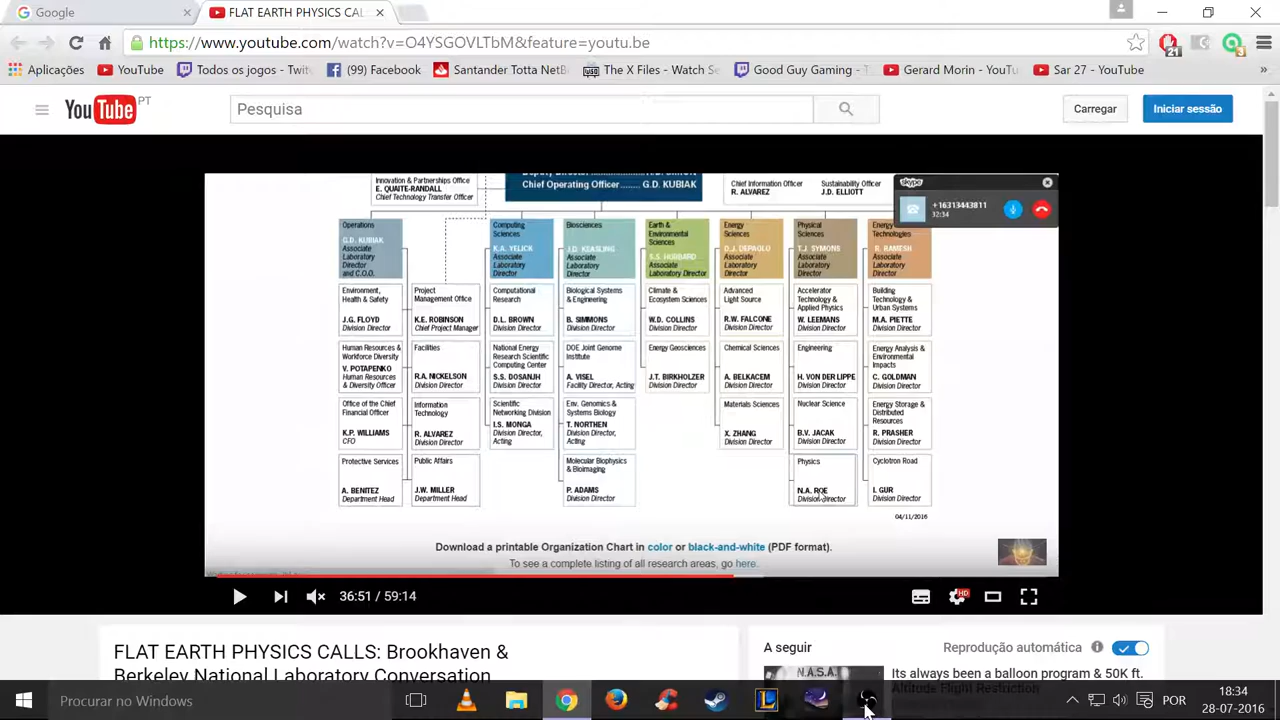 Google
FLAT EARTH PHYSICS CAL
https://www.youtube.com/watch?v=O4YSGOVLTbM&feature=youtu.be
21
3
Aplicações
YouTube
Todos os jogos - Twit
(99) Facebook
Santander Totta NetB
The X Files - Watch Se
Good Guy Gaming - T
Gerard Morin - YouTu
Sar 27 - YouTube
YouTube PT
Pesquisa
Carregar
Iniciar sessão
Innovation & Partnerships Office
E. QUAITE-RANDALL
Chief Technology Transfer Officer
Chief Operating Officer ....... G.D. KUBIAK
Chief Information Officer
R. ALVAREZ
Sustainability Officer
J.D. ELLIOTT
skype
+16313443811
32:34
Operations
G.D. KUBIAK
Associate
Laboratory
Director
and C.O.O.
Computing
Sciences
K.A. YELICK
Associate
Laboratory
Director
Biosciences
J.D. KEASLING
Associate
Laboratory
Director
Earth &
Environmental
Sciences
S.S. HUBBARD
Associate
Laboratory Director
Energy
Sciences
D.J. DEPAOLO
Associate
Laboratory
Director
Physical
Sciences
T.J. SYMONS
Associate
Laboratory
Director
Energy
Technologies
R. RAMESH
Associate
Laboratory
Director
Environment,
Health & Safety
J.G. FLOYD
Division Director
Project
Management Office
K.E. ROBINSON
Chief Project Manager
Computational
Research
D.L. BROWN
Division Director
Biological Systems
& Engineering
B. SIMMONS
Division Director
Climate &
Ecosystem Sciences
W.D. COLLINS
Division Director
Advanced
Light Source
R.W. FALCONE
Division Director
Accelerator
Technology &
Applied Physics
W. LEEMANS
Division Director
Building
Technology &
Urban Systems
M.A. PIETTE
Division Director
Human Resources &
Workforce Diversity
V. POTAPENKO
Human Resources
& Diversity Officer
Facilities
R.A. NICKELSON
Division Director
National Energy
Research Scientific
Computing Center
S.S. DOSANJH
Division Director
DOE Joint Genome
Institute
A. VISEL
Facility Director, Acting
Energy Geosciences
J.T. BIRKHOLZER
Division Director
Chemical Sciences
A. BELKACEM
Division Director
Engineering
H. VON DER LIPPE
Division Director
Energy Analysis &
Environmental
Impacts
C. GOLDMAN
Division Director
Office of the Chief
Financial Officer
K.P. WILLIAMS
CFO
Information
Technology
R. ALVAREZ
Division Director
Scientific
Networking Division
I.S. MONGA
Division Director,
Acting
Env. Genomics &
Systems Biology
T. NORTHEN
Division Director,
Acting
Materials Sciences
X. ZHANG
Division Director
Nuclear Science
B.V. JACAK
Division Director
Energy Storage &
Distributed
Resources
R. PRASHER
Division Director
Protective Services
A. BENITEZ
Department Head
Public Affairs
J.W. MILLER
Department Head
Molecular Biophysics
& Bioimaging
P. ADAMS
Division Director
Physics
N.A. ROE
Division Director
Cyclotron Road
I. GUR
Division Director
04/11/2016
Download a printable Organization Chart in color or black-and-white (PDF format).
To see a complete listing of all research areas, go here.
36:51 / 59:14
HD
FLAT EARTH PHYSICS CALLS: Brookhaven &
Berkeley National Laboratory Conversation
A seguir
Reprodução automática
N.A.S.A.
Its always been a balloon program & 50K ft.
Altitude Flight Restriction
Procurar no Windows
POR
18:34
28-07-2016